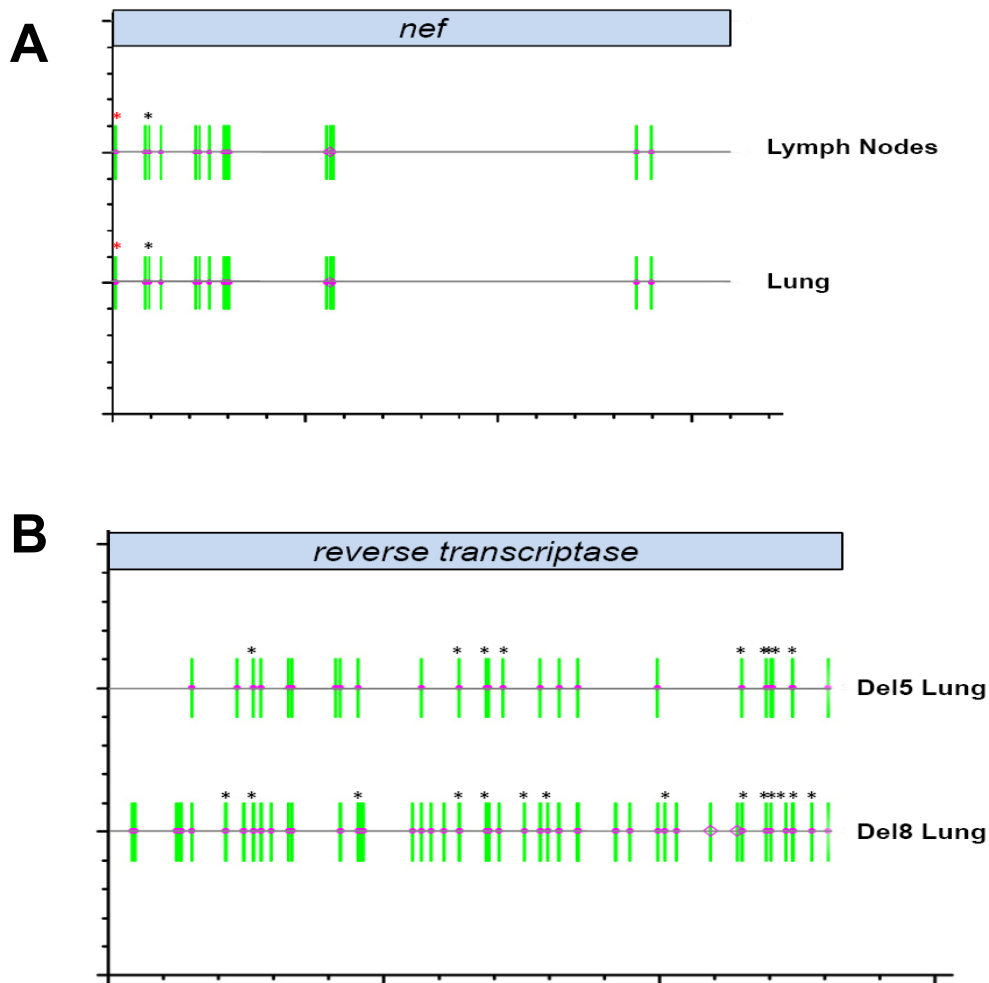 A
nef
* *
Lymph Nodes
* *
Lung
B
reverse transcriptase
* * * * * *** *
Del5 Lung
* * * * * * * * * **** *
Del8 Lung